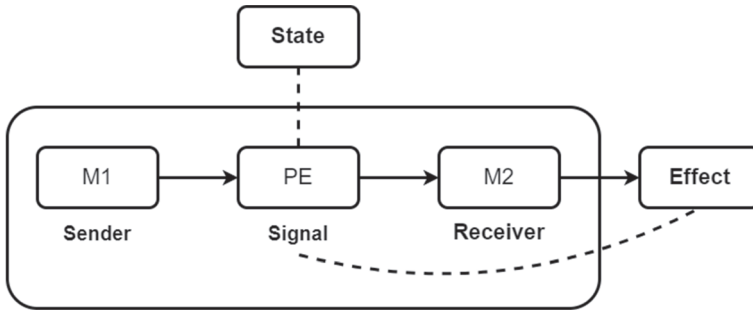 State
M1
PE
M2
Effect
Sender
Signal
Receiver